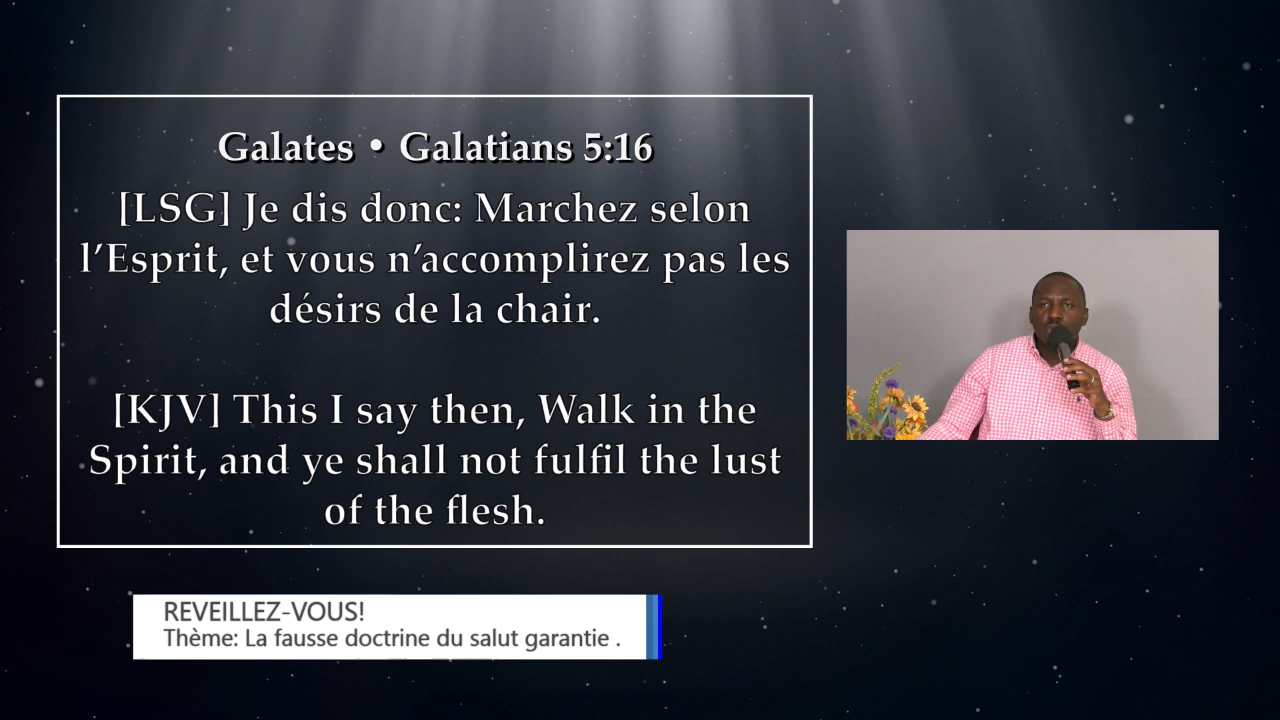 Galates • Galatians 5:16
[LSG] Je dis donc: Marchez selon
l’Esprit, et vous n’accomplirez pas les
désirs de la chair.
[KJV] This I say then, Walk in the
Spirit, and ye shall not fulfil the lust
of the flesh.
REVEILLEZ-VOUS!
Thème: La fausse doctrine du salut garantie .